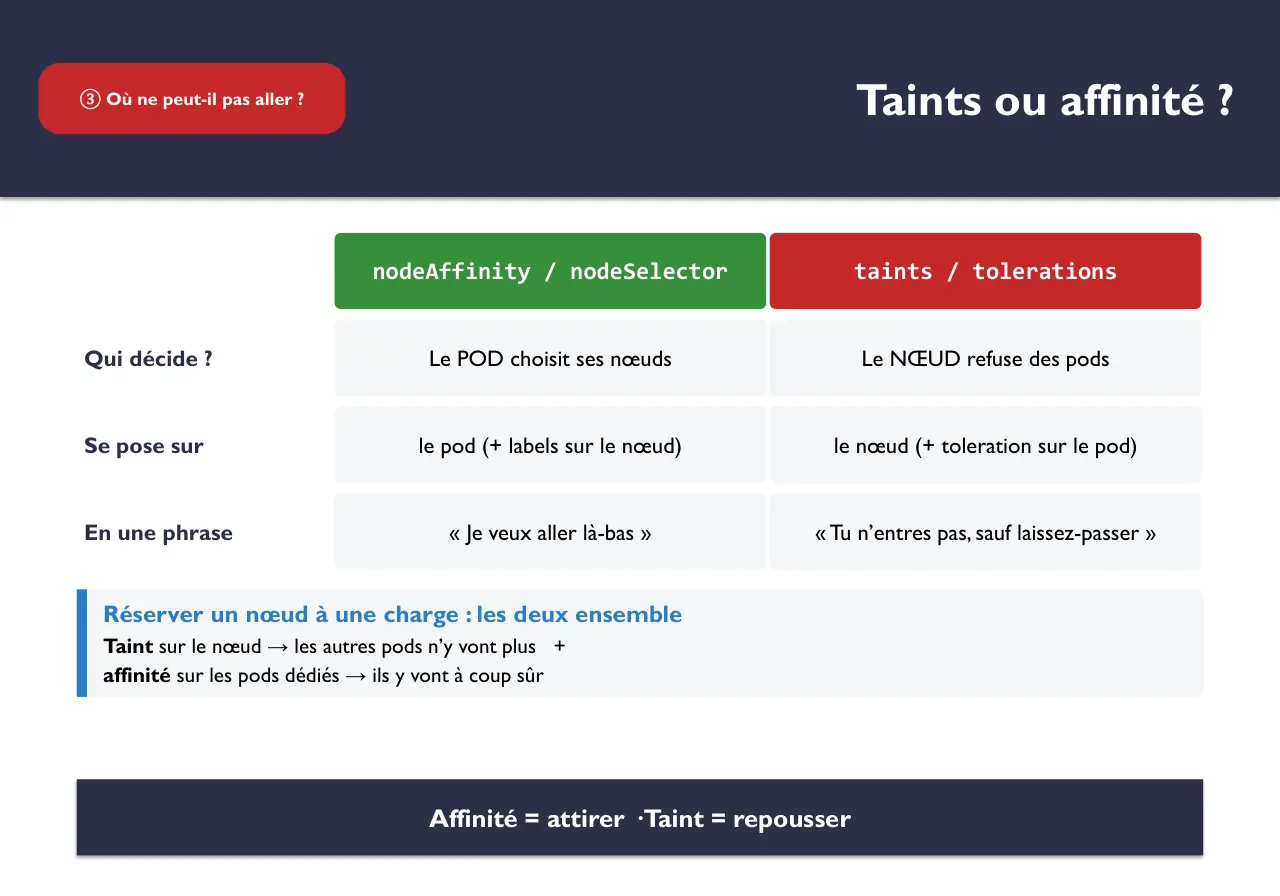 ③ Où ne peut-il pas aller ?
Taints ou affinité ?
nodeAffinity / nodeSelector
taints / tolerations
Qui décide ?
Le POD choisit ses nœuds
Le NŒUD refuse des pods
Se pose sur
le pod (+ labels sur le nœud)
le nœud (+ toleration sur le pod)
En une phrase
« Je veux aller là-bas »
« Tu n’entres pas, sauf laissez-passer »
Réserver un nœud à une charge : les deux ensemble
Taint sur le nœud → les autres pods n’y vont plus +
affinité sur les pods dédiés → ils y vont à coup sûr
Affinité = attirer · Taint = repousser